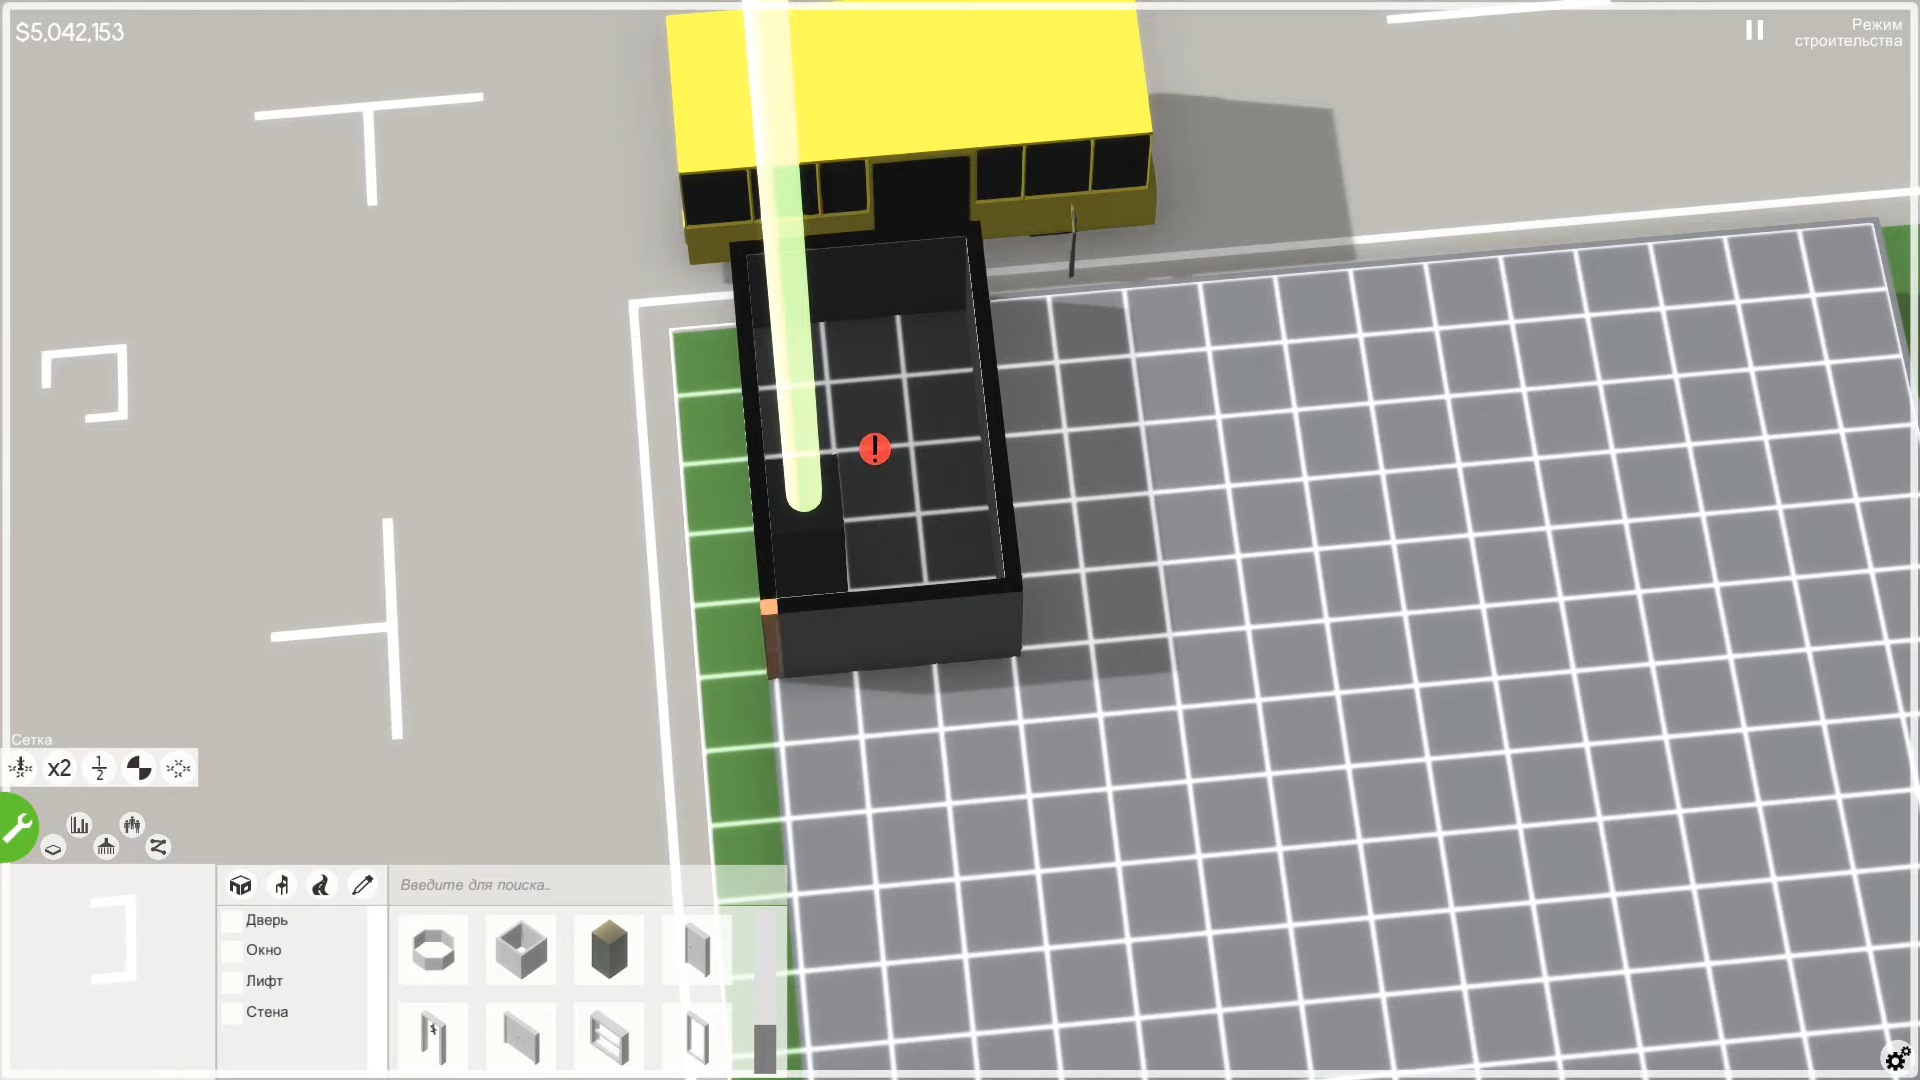 $5,042,153
Режим
строительства
Сетка
x2
1
2
Введите для поиска...
Дверь
Окно
Лифт
Стена